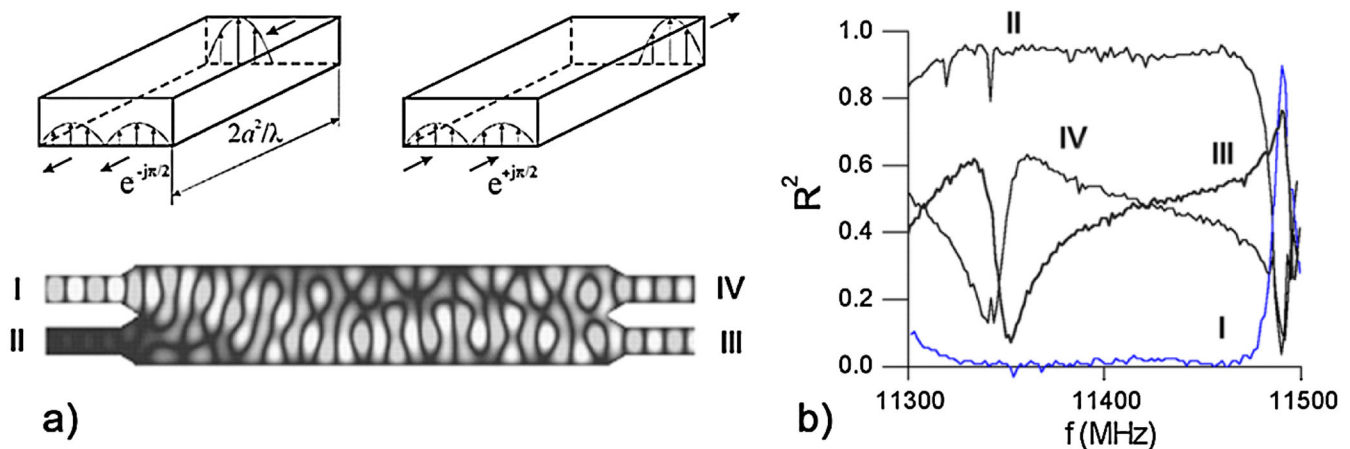 2a²/λ
e^-jπ/2
e^+jπ/2
I
II
IV
III
a)
R²
1.0
0.8
0.6
0.4
0.2
0.0
II
IV
III
I
11300
11400
11500
f (MHz)
b)